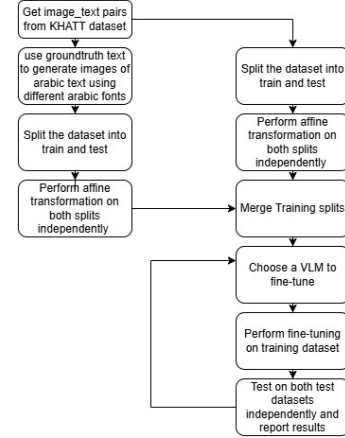 Get image_text pairs
from KHATT dataset
use groundtruth text
to generate images of
arabic text using
different arabic fonts
Split the dataset into
train and test
Perform affine
transformation on
both splits
independently
Split the dataset into
train and test
Perform affine
transformation on
both splits
independently
Merge Training splits
Choose a VLM to
fine-tune
Perform fine-tuning
on training dataset
Test on both test
datasets
independently and
report results